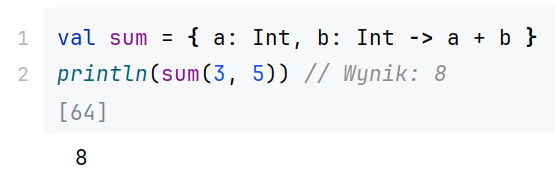 1 val sum = { a: Int, b: Int -> a + b }
2 println(sum(3, 5)) // Wynik: 8
[64]
8